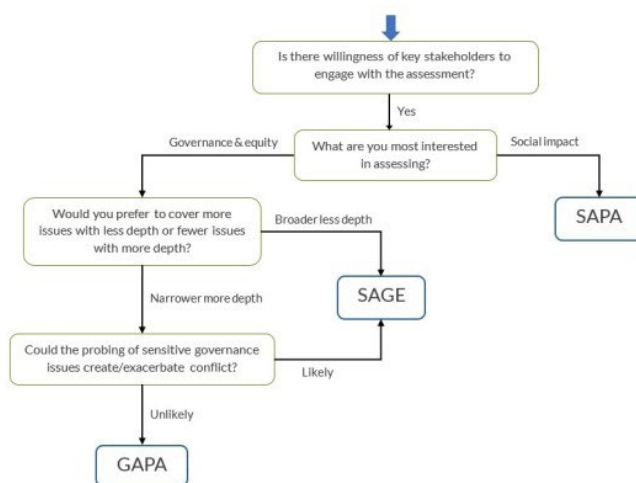 Is there willingness of key stakeholders to
engage with the assessment?
Yes
Governance & equity
What are you most interested
in assessing?
Social impact
Would you prefer to cover more
issues with less depth or fewer issues
with more depth?
Broader less depth
SAPA
SAGE
Narrower more depth
Could the probing of sensitive governance
issues create/exacerbate conflict?
Likely
Unlikely
GAPA